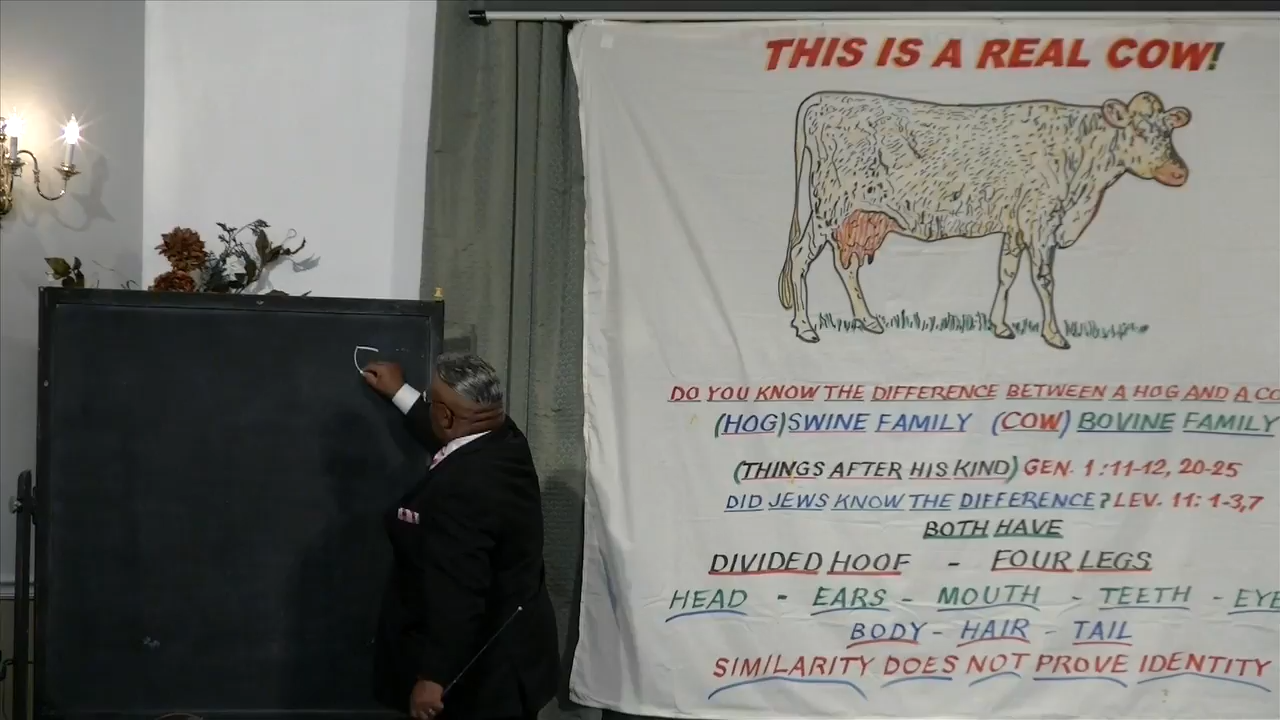 THIS IS A REAL COW!
DO YOU KNOW THE DIFFERENCE BETWEEN A HOG AND A CO
(HOG) SWINE FAMILY (COW) BOVINE FAMILY
(THINGS AFTER HIS KIND) GEN. 1:11-12, 20-25
DID JEWS KNOW THE DIFFERENCE? LEV. 11: 1-3,7
BOTH HAVE
DIVIDED HOOF - FOUR LEGS
HEAD - EARS - MOUTH - TEETH - EYE
BODY - HAIR - TAIL
SIMILARITY DOES NOT PROVE IDENTITY